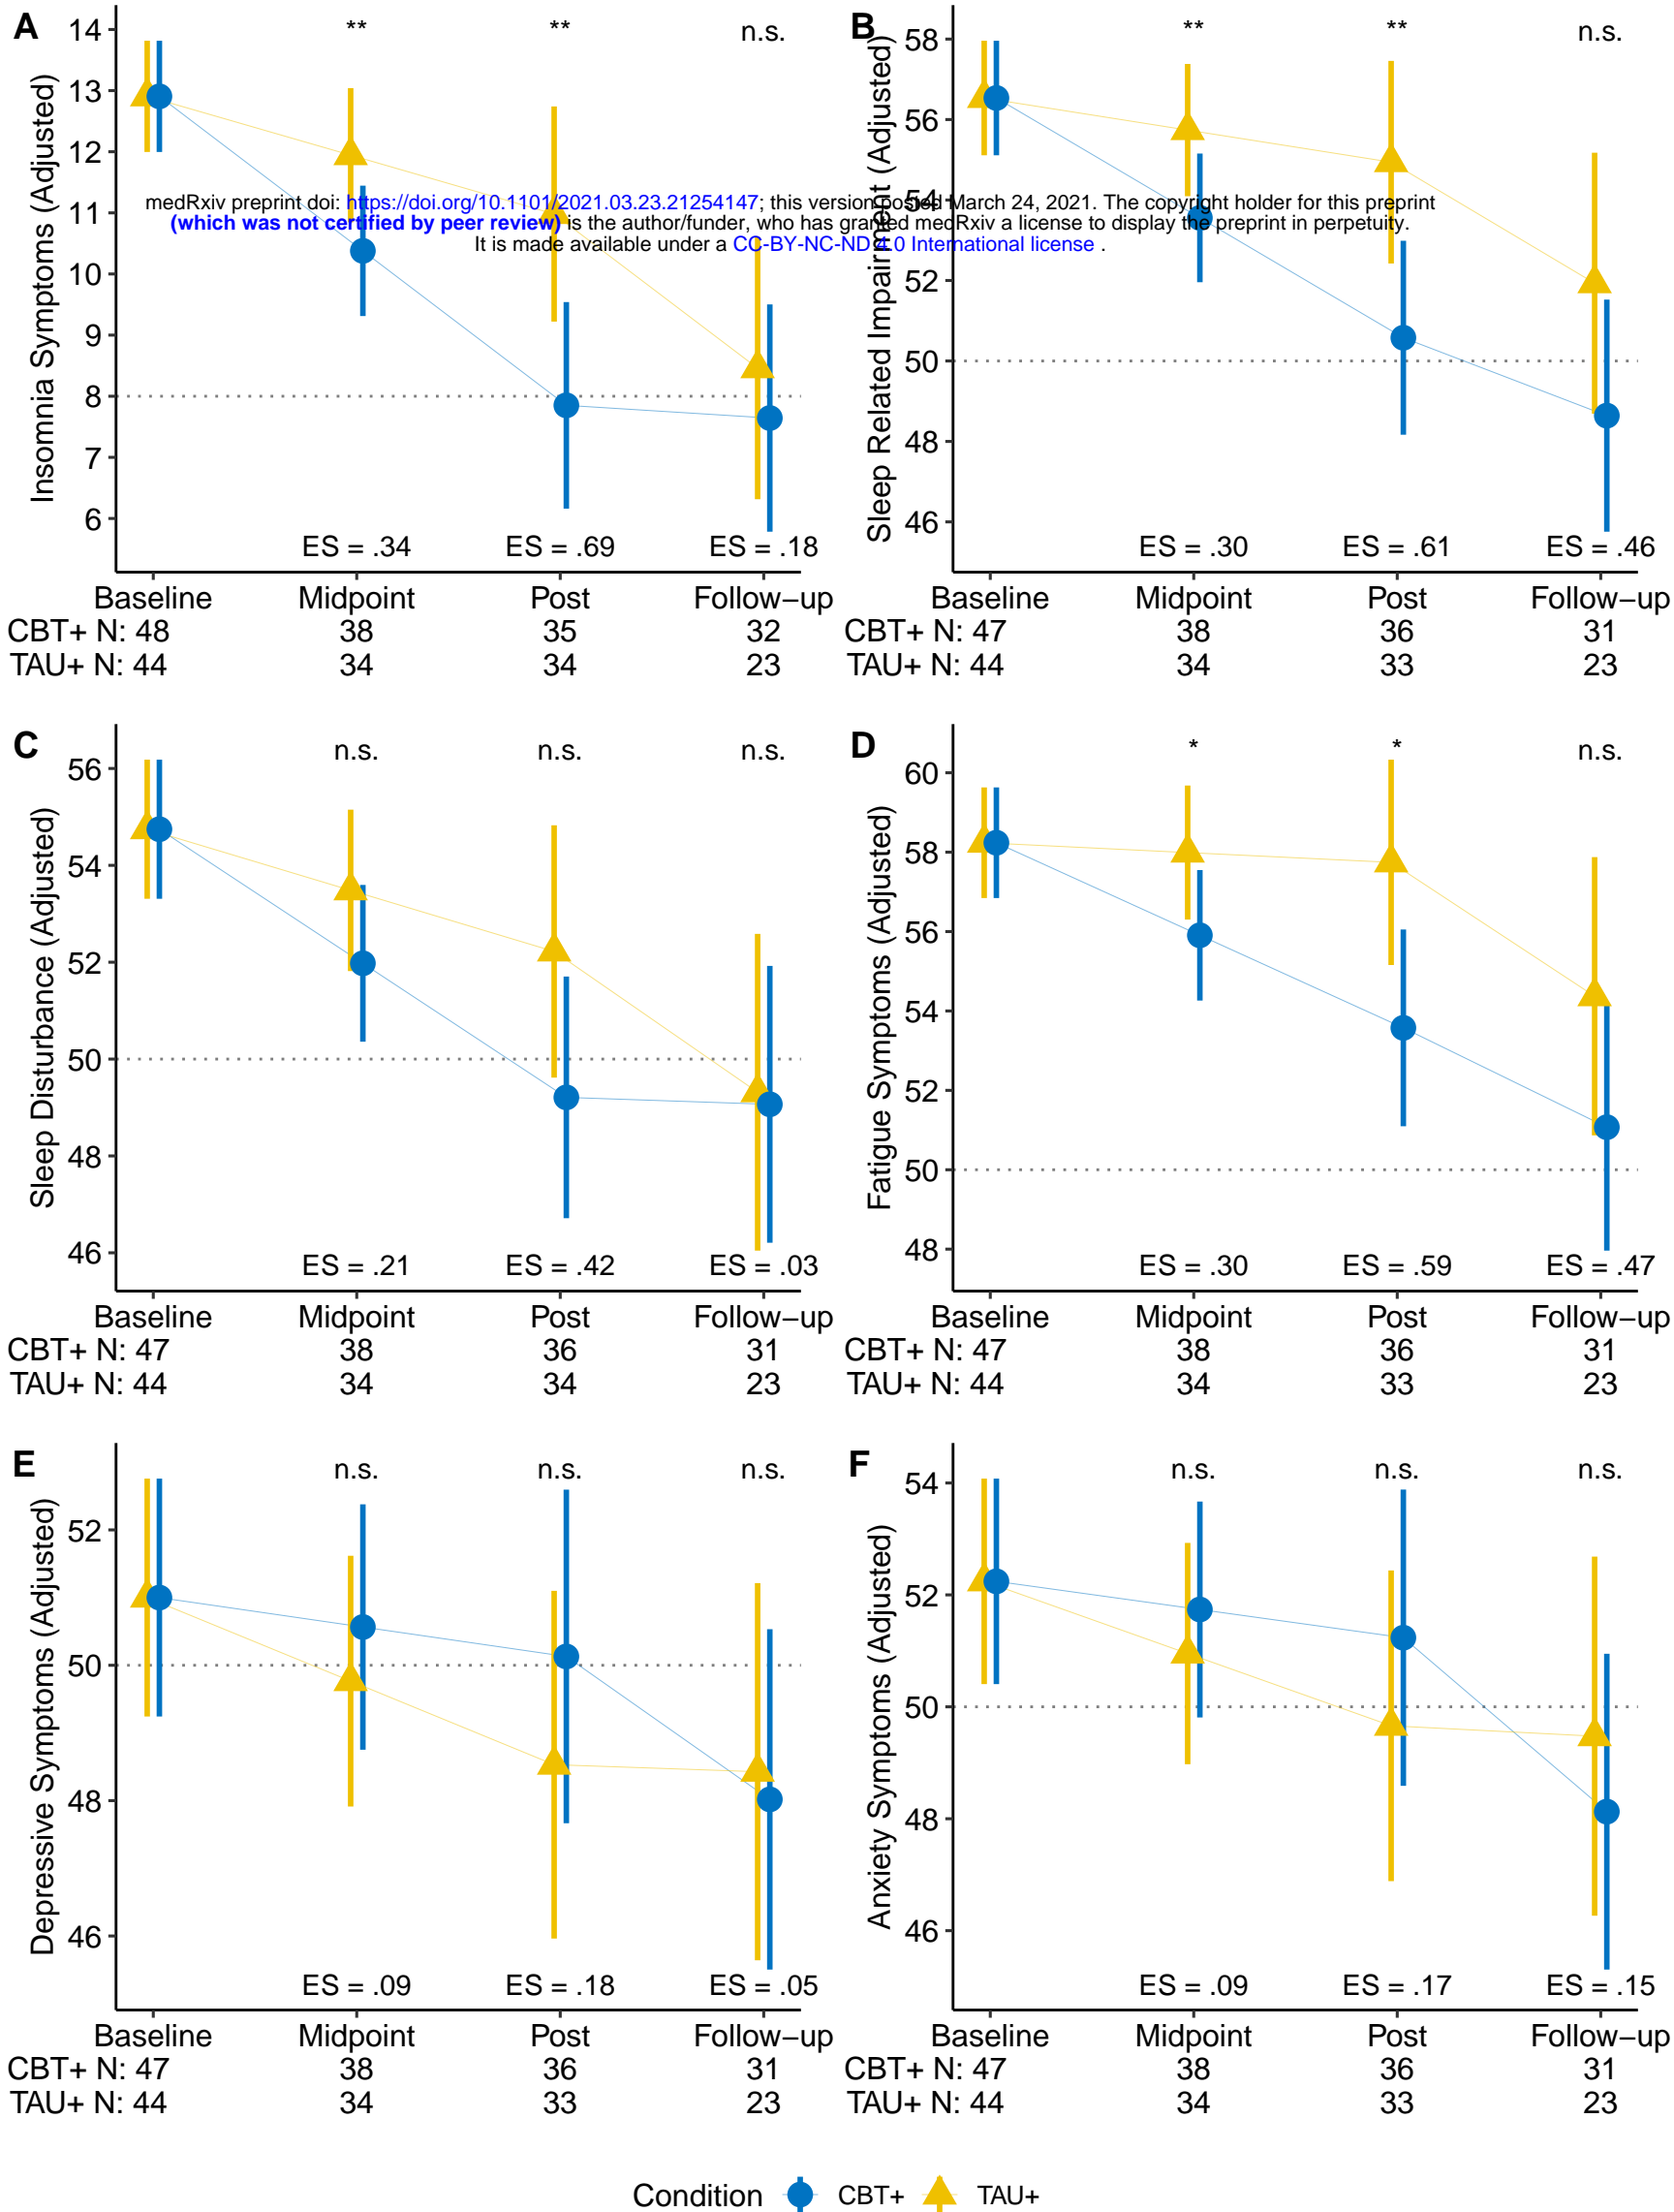 A
B
14
13
12
11
10
9
8
7
6
Insomnia Symptoms (Adjusted)
** ** n.s.
ES = .34 ES = .69 ES = .18
Baseline Midpoint Post Follow−up
CBT+ N: 48 38 35 32
TAU+ N: 44 34 34 23
58
56
54
52
50
48
46
Sleep Related Impairment (Adjusted)
** ** n.s.
ES = .30 ES = .61 ES = .46
Baseline Midpoint Post Follow−up
CBT+ N: 47 38 36 31
TAU+ N: 44 34 33 23
medRxiv preprint doi: https://doi.org/10.1101/2021.03.23.21254147; this version posted March 24, 2021. The copyright holder for this preprint
(which was not certified by peer review) is the author/funder, who has granted medRxiv a license to display the preprint in perpetuity.
It is made available under a CC-BY-NC-ND 4.0 International license .
C
56
54
52
50
48
46
Sleep Disturbance (Adjusted)
n.s. n.s. n.s.
ES = .21 ES = .42 ES = .03
Baseline Midpoint Post Follow−up
CBT+ N: 47 38 36 31
TAU+ N: 44 34 34 23
D
60
58
56
54
52
50
48
Fatigue Symptoms (Adjusted)
* * n.s.
ES = .30 ES = .59 ES = .47
Baseline Midpoint Post Follow−up
CBT+ N: 47 38 36 31
TAU+ N: 44 34 33 23
E
52
50
48
46
Depressive Symptoms (Adjusted)
n.s. n.s. n.s.
ES = .09 ES = .18 ES = .05
Baseline Midpoint Post Follow−up
CBT+ N: 47 38 36 31
TAU+ N: 44 34 33 23
F
54
52
50
48
46
Anxiety Symptoms (Adjusted)
n.s. n.s. n.s.
ES = .09 ES = .17 ES = .15
Baseline Midpoint Post Follow−up
CBT+ N: 47 38 36 31
TAU+ N: 44 34 33 23
Condition CBT+ TAU+